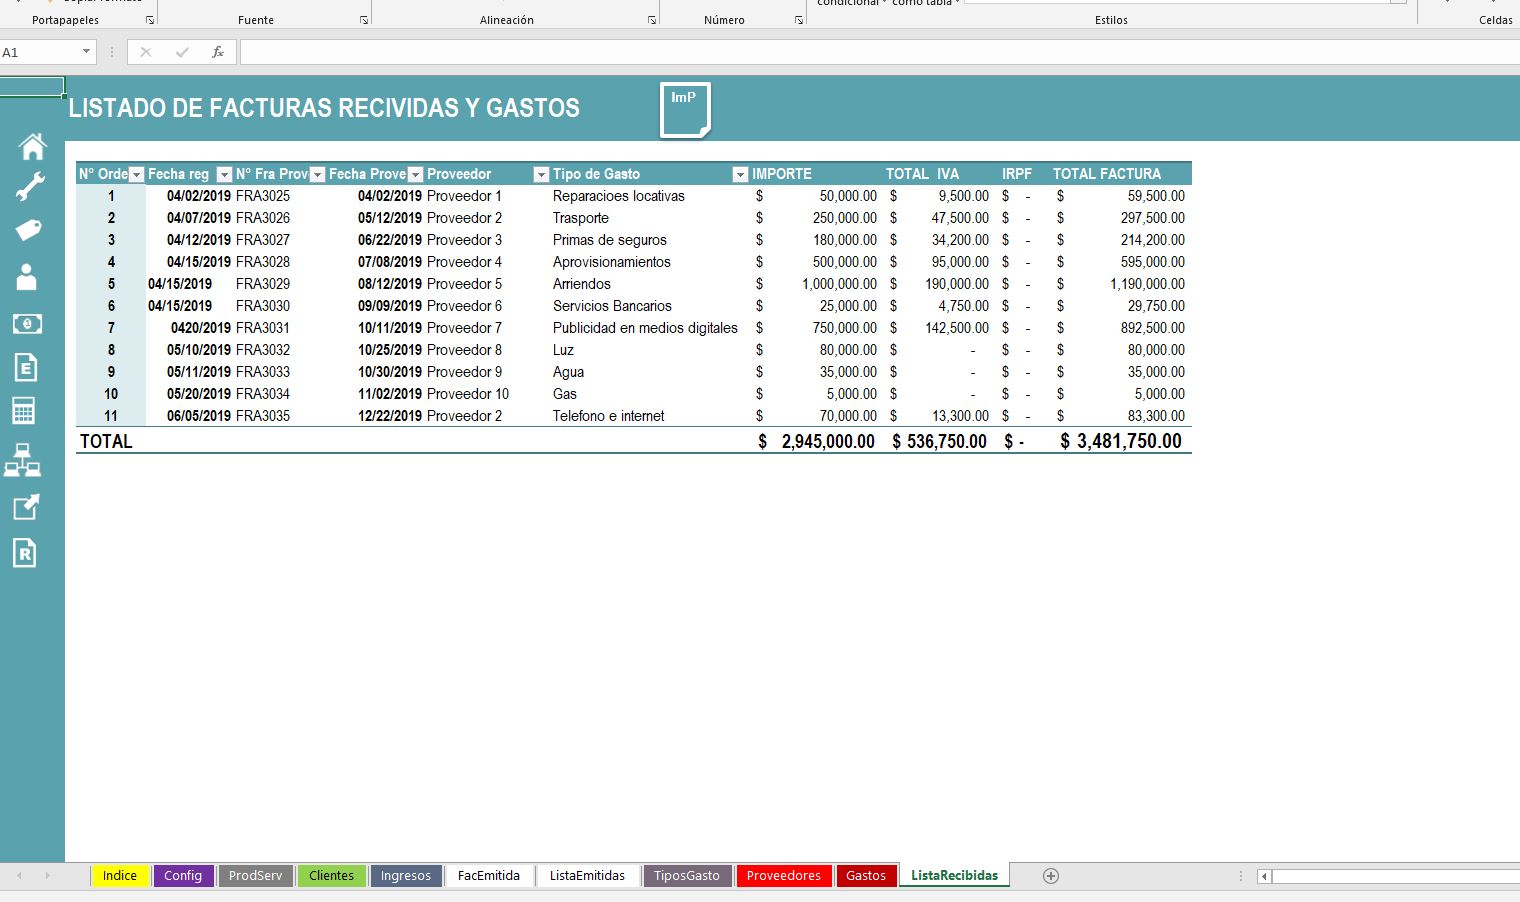 Portapapeles Fuente Alineación Número Estilos Celdas
condicional como tabla
A1 fx
LISTADO DE FACTURAS RECIVIDAS Y GASTOS
ImP
Nº Orde Fecha reg Nº Fra Prov Fecha Prove Proveedor Tipo de Gasto IMPORTE TOTAL IVA IRPF TOTAL FACTURA
1 04/02/2019 FRA3025 04/02/2019 Proveedor 1 Reparacioes locativas $ 50,000.00 $ 9,500.00 $ - $ 59,500.00
2 04/07/2019 FRA3026 05/12/2019 Proveedor 2 Trasporte $ 250,000.00 $ 47,500.00 $ - $ 297,500.00
3 04/12/2019 FRA3027 06/22/2019 Proveedor 3 Primas de seguros $ 180,000.00 $ 34,200.00 $ - $ 214,200.00
4 04/15/2019 FRA3028 07/08/2019 Proveedor 4 Aprovisionamientos $ 500,000.00 $ 95,000.00 $ - $ 595,000.00
5 04/15/2019 FRA3029 08/12/2019 Proveedor 5 Arriendos $ 1,000,000.00 $ 190,000.00 $ - $ 1,190,000.00
6 04/15/2019 FRA3030 09/09/2019 Proveedor 6 Servicios Bancarios $ 25,000.00 $ 4,750.00 $ - $ 29,750.00
7 0420/2019 FRA3031 10/11/2019 Proveedor 7 Publicidad en medios digitales $ 750,000.00 $ 142,500.00 $ - $ 892,500.00
8 05/10/2019 FRA3032 10/25/2019 Proveedor 8 Luz $ 80,000.00 $ - $ - $ 80,000.00
9 05/11/2019 FRA3033 10/30/2019 Proveedor 9 Agua $ 35,000.00 $ - $ - $ 35,000.00
10 05/20/2019 FRA3034 11/02/2019 Proveedor 10 Gas $ 5,000.00 $ - $ - $ 5,000.00
11 06/05/2019 FRA3035 12/22/2019 Proveedor 2 Telefono e internet $ 70,000.00 $ 13,300.00 $ - $ 83,300.00
TOTAL $ 2,945,000.00 $ 536,750.00 $ - $ 3,481,750.00
E
R
Indice Config ProdServ Clientes Ingresos FacEmitida ListaEmitidas TiposGasto Proveedores Gastos ListaRecibidas